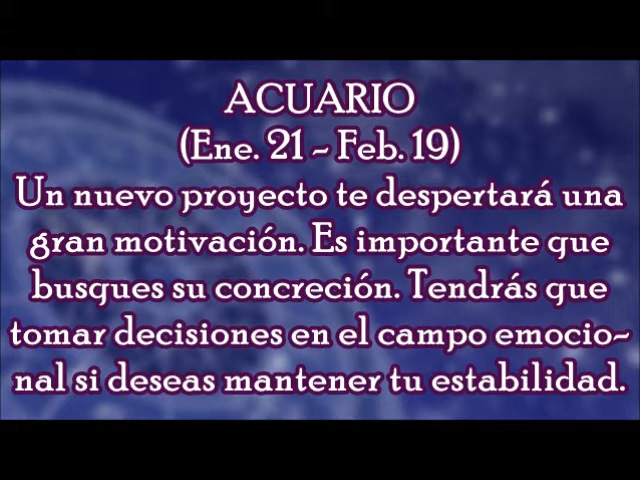 ACUARIO
(Ene. 21 - Feb. 19)
Un nuevo proyecto te despertará una
gran motivación. Es importante que
busques su concreción. Tendrás que
tomar decisiones en el campo emocio-
nal si deseas mantener tu estabilidad.